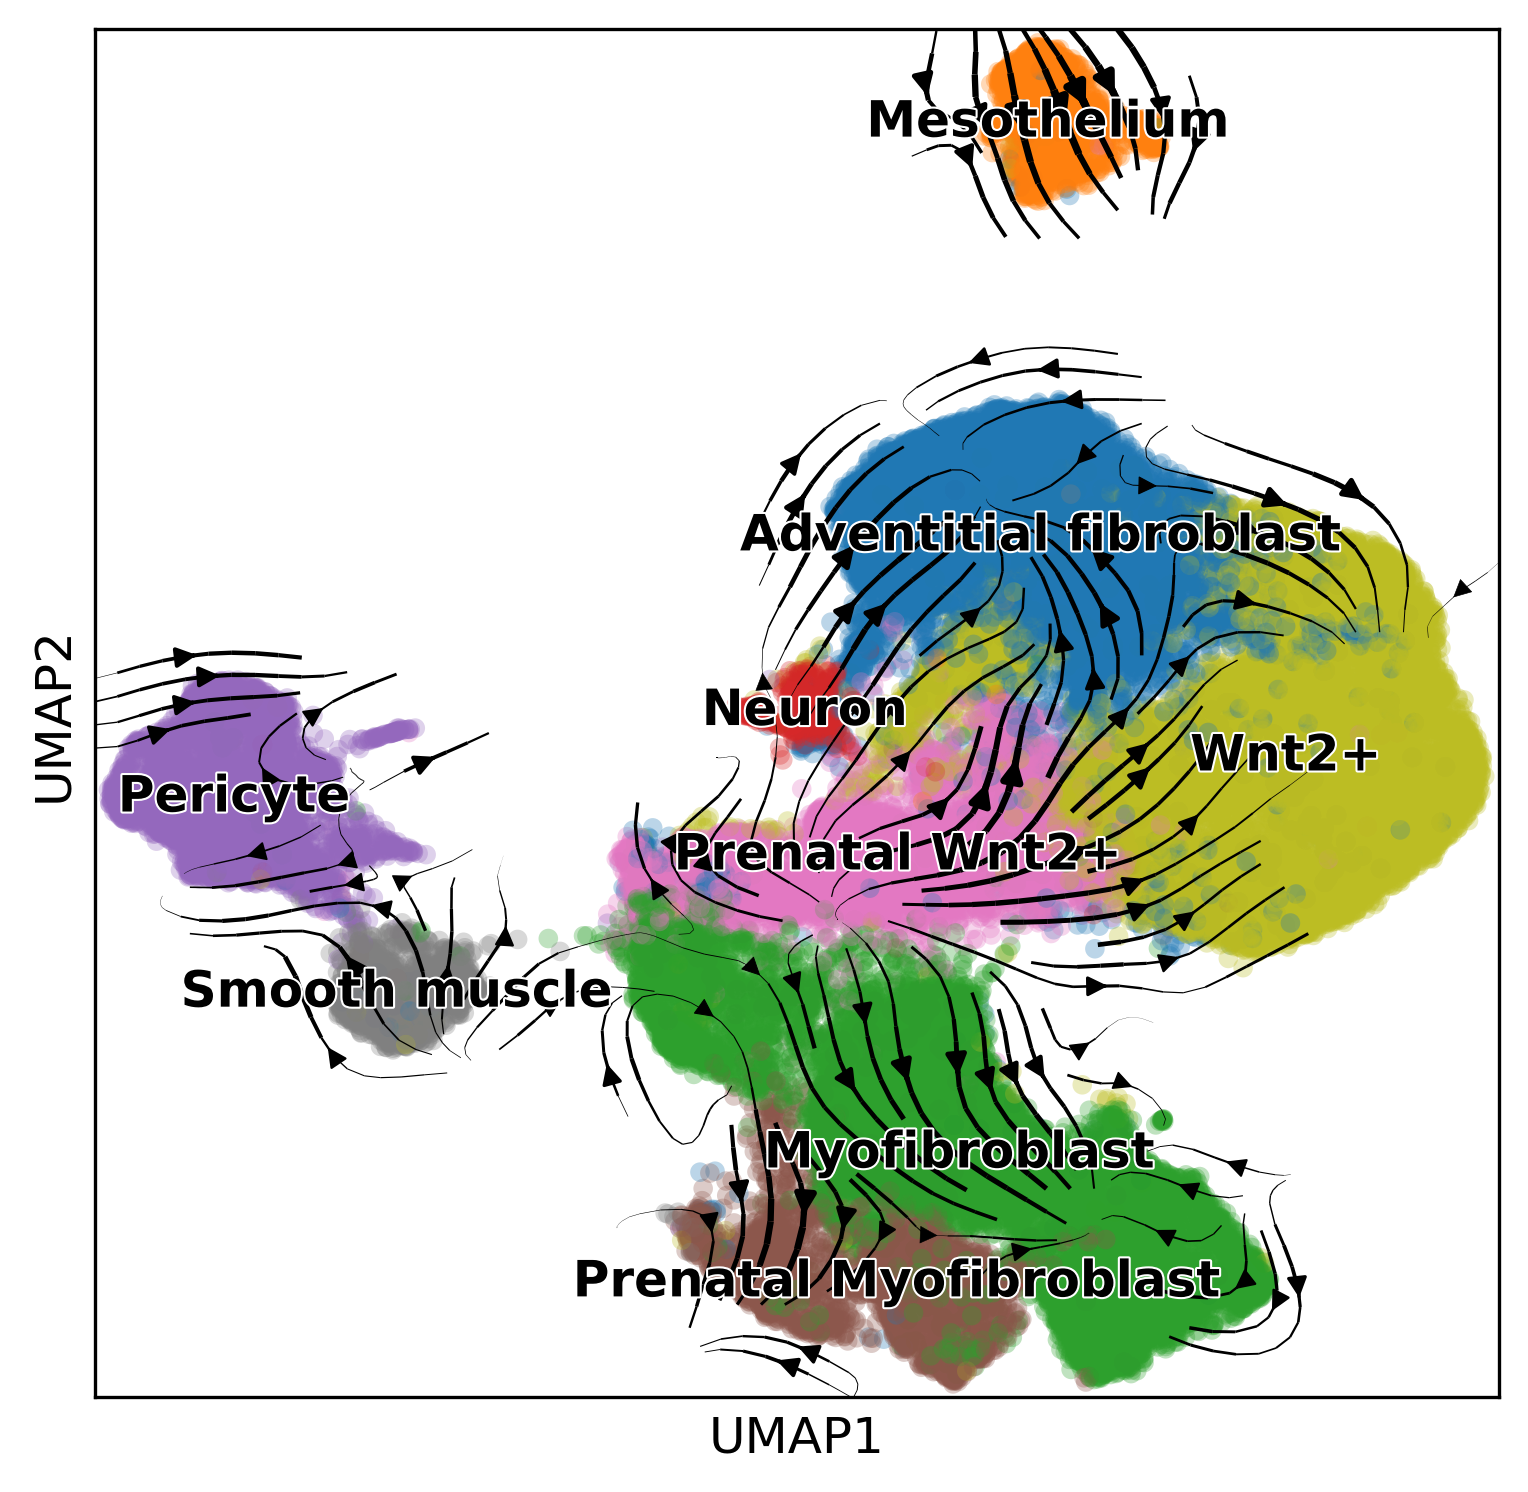 Mesothelium
Adventitial fibroblast
Neuron
Wnt2+
Pericyte
Prenatal Wnt2+
Smooth muscle
Myofibroblast
Prenatal Myofibroblast
UMAP2
UMAP1